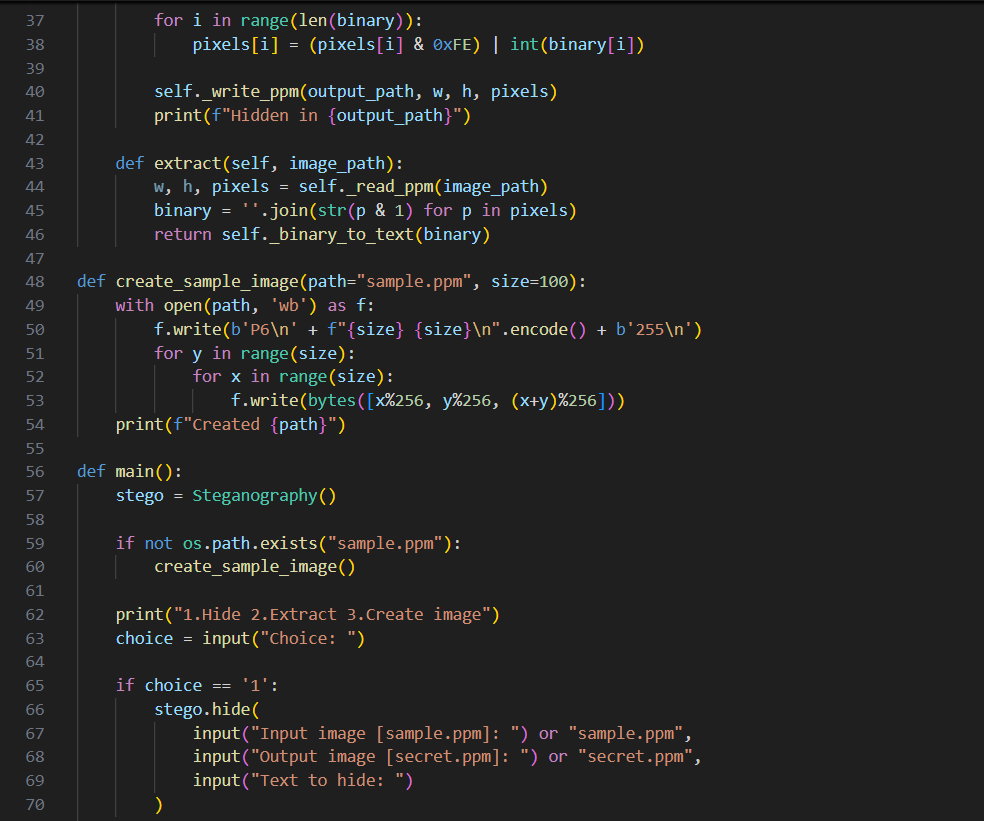 37 for i in range(len(binary)):
38 pixels[i] = (pixels[i] & 0xFE) | int(binary[i])
39
40 self._write_ppm(output_path, w, h, pixels)
41 print(f"Hidden in {output_path}")
42
43 def extract(self, image_path):
44 w, h, pixels = self._read_ppm(image_path)
45 binary = ''.join(str(p & 1) for p in pixels)
46 return self._binary_to_text(binary)
47
48 def create_sample_image(path="sample.ppm", size=100):
49 with open(path, 'wb') as f:
50 f.write(b'P6\n' + f"{size} {size}\n".encode() + b'255\n')
51 for y in range(size):
52 for x in range(size):
53 f.write(bytes([x%256, y%256, (x+y)%256]))
54 print(f"Created {path}")
55
56 def main():
57 stego = Steganography()
58
59 if not os.path.exists("sample.ppm"):
60 create_sample_image()
61
62 print("1.Hide 2.Extract 3.Create image")
63 choice = input("Choice: ")
64
65 if choice == '1':
66 stego.hide(
67 input("Input image [sample.ppm]: ") or "sample.ppm",
68 input("Output image [secret.ppm]: ") or "secret.ppm",
69 input("Text to hide: ")
70 )